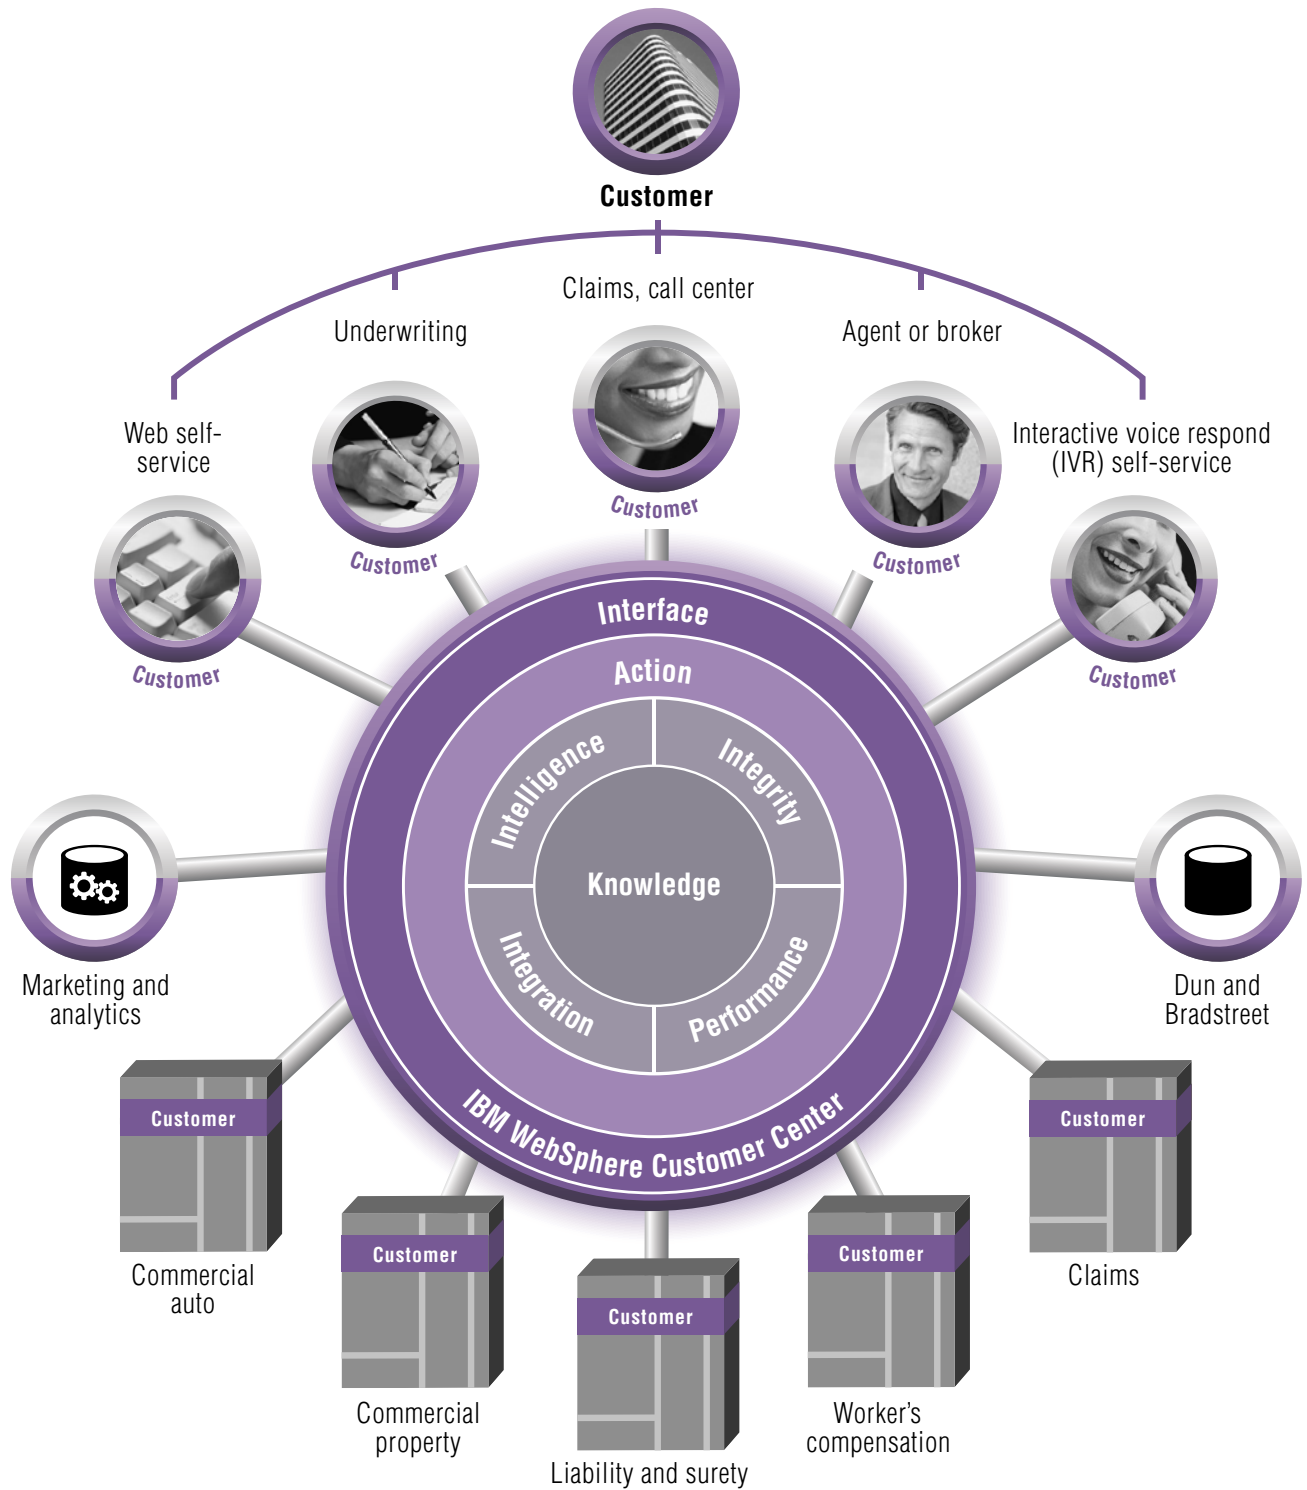 Customer
Claims, call center
Underwriting
Agent or broker
Web self-
service
Interactive voice respond
(IVR) self-service
Customer
Customer
Customer
Customer
Customer
Interface
Action
Intelligence
Integrity
Knowledge
Integration
Performance
IBM WebSphere Customer Center
Marketing and
analytics
Dun and
Bradstreet
Customer
Commercial
auto
Customer
Commercial
property
Customer
Liability and surety
Customer
Worker’s
compensation
Customer
Claims